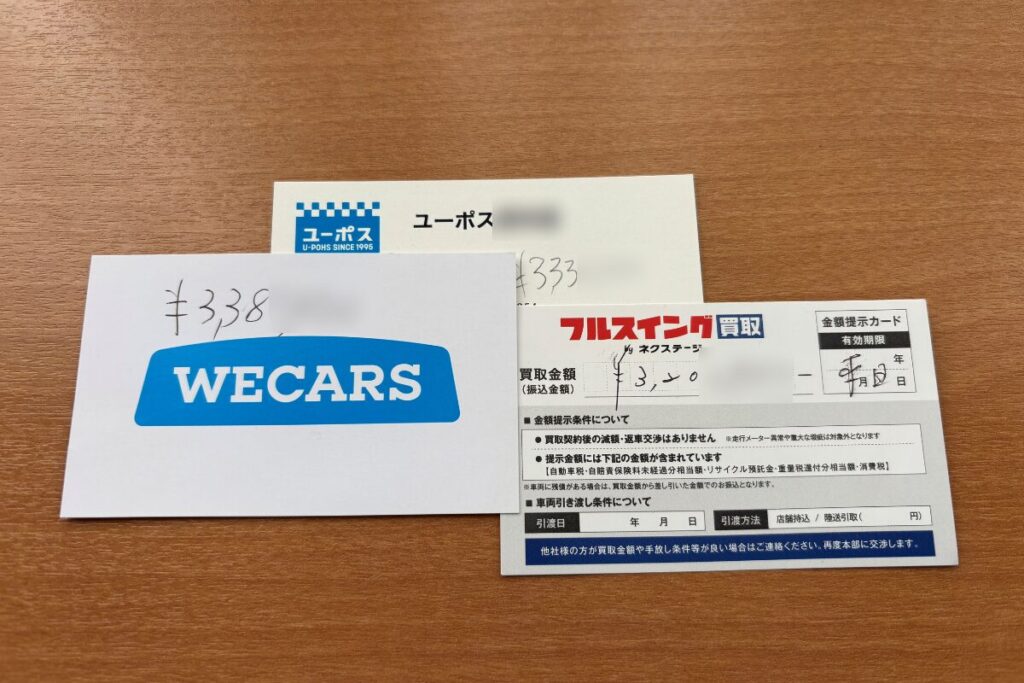 ユーポス
ユーポス
U-POHS SINCE 1995
¥333
¥3,38
WECARS
フルスイング買取
by ネクステージ
金額提示カード
有効期限
年
月 日
買取金額
(振込金額)
¥3,20 ー
■ 金額提示条件について
● 買取契約後の減額・返車交渉はありません ※走行メーター異常や重大な瑕疵は対象外となります
● 提示金額には下記の金額が含まれています
【自動車税・自賠責保険料未経過分相当額・リサイクル預託金・重量税還付分相当額・消費税】
※車両に残債がある場合は、買取金額から差し引いた金額でのお振込となります。
■ 車両引き渡し条件について
引渡日 年 月 日 引渡方法 店舗持込 / 陸送引取( 円)
他社様の方が買取金額や手放し条件等が良い場合はご連絡ください。再度本部に交渉します。